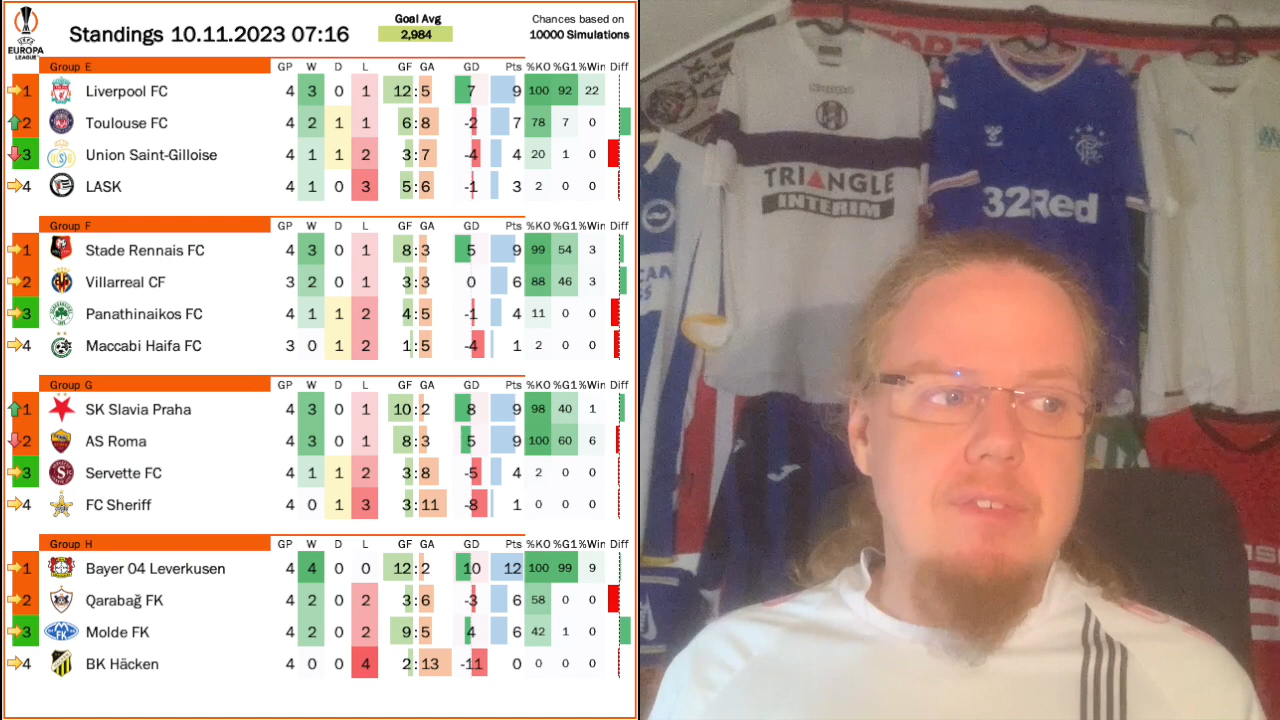 UEFA
EUROPA
LEAGUE
Standings 10.11.2023 07:16
Goal Avg
2,984
Chances based on
10000 Simulations
Group E GP W D L GF GA GD Pts %KO %G1 %Win Diff
1 Liverpool FC 4 3 0 1 12 : 5 7 9 100 92 22
2 Toulouse FC 4 2 1 1 6 : 8 -2 7 78 7 0
3 Union Saint-Gilloise 4 1 1 2 3 : 7 -4 4 20 1 0
4 LASK 4 1 0 3 5 : 6 -1 3 2 0 0
Group F GP W D L GF GA GD Pts %KO %G1 %Win Diff
1 Stade Rennais FC 4 3 0 1 8 : 3 5 9 99 54 3
2 Villarreal CF 3 2 0 1 3 : 3 0 6 88 46 3
3 Panathinaikos FC 4 1 1 2 4 : 5 -1 4 11 0 0
4 Maccabi Haifa FC 3 0 1 2 1 : 5 -4 1 2 0 0
Group G GP W D L GF GA GD Pts %KO %G1 %Win Diff
1 SK Slavia Praha 4 3 0 1 10 : 2 8 9 98 40 1
2 AS Roma 4 3 0 1 8 : 3 5 9 100 60 6
3 Servette FC 4 1 1 2 3 : 8 -5 4 2 0 0
4 FC Sheriff 4 0 1 3 3 : 11 -8 1 0 0 0
Group H GP W D L GF GA GD Pts %KO %G1 %Win Diff
1 Bayer 04 Leverkusen 4 4 0 0 12 : 2 10 12 100 99 9
2 Qarabağ FK 4 2 0 2 3 : 6 -3 6 58 0 0
3 Molde FK 4 2 0 2 9 : 5 4 6 42 1 0
4 BK Häcken 4 0 0 4 2 : 13 -11 0 0 0 0
Kappa
TRIANGLE
INTERIM
32Red